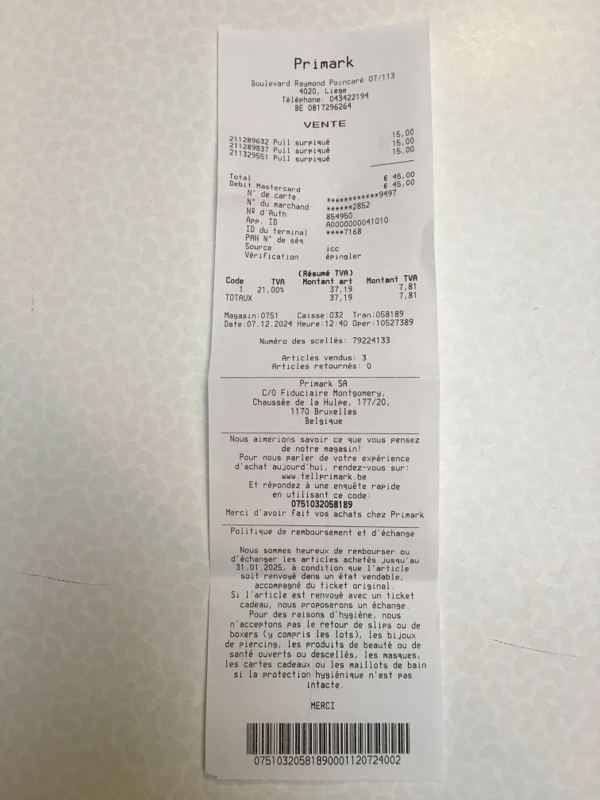 Primark
Boulevard Raymond Poincaré 07/113
4020, Liege
Téléphone: 043422194
BE 0817296264
VENTE
211289632 Pull surpiqué 15,00
211289837 Pull surpiqué 15,00
211329551 Pull surpiqué 15,00
Total € 45,00
Debit Mastercard € 45,00
N° de carte. ************9497
N° du marchand ******2852
Nº d'Auth 854950
App. ID A0000000041010
ID du terminal ****7168
PAN N° de séq
Source icc
Vérification épingler
(Résumé TVA)
Code TVA Montant art Montant TVA
1 21,00% 37,19 7,81
TOTAUX 37,19 7,81
Magasin:0751 Caisse:032 Tran:058189
Date:07.12.2024 Heure:12:40 Oper:10527389
Numéro des scellés: 79224133
Articles vendus: 3
Articles retournés: 0
Primark SA
C/O Fiduciaire Montgomery,
Chaussée de la Hulpe, 177/20,
1170 Bruxelles
Belgique
Nous aimerions savoir ce que vous pensez
de notre magasin!
Pour nous parler de votre expérience
d'achat aujourd'hui, rendez-vous sur:
www.tellprimark.be
Et répondez à une enquête rapide
en utilisant ce code:
0751032058189
Merci d'avoir fait vos achats chez Primark
Politique de remboursement et d'échange
Nous sommes heureux de rembourser ou
d'échanger les articles achetés jusqu'au
31.01.2025, à condition que l'article
soit renvoyé dans un état vendable,
accompagné du ticket original.
Si l'article est renvoyé avec un ticket
cadeau, nous proposerons un échange.
Pour des raisons d'hygiène, nous
n'acceptons pas le retour de slips ou de
boxers (y compris les lots), les bijoux
de piercing, les produits de beauté ou de
santé ouverts ou descellés, les masques,
les cartes cadeaux ou les maillots de bain
si la protection hygiénique n'est pas
intacte.
MERCI
07510320581890001120724002